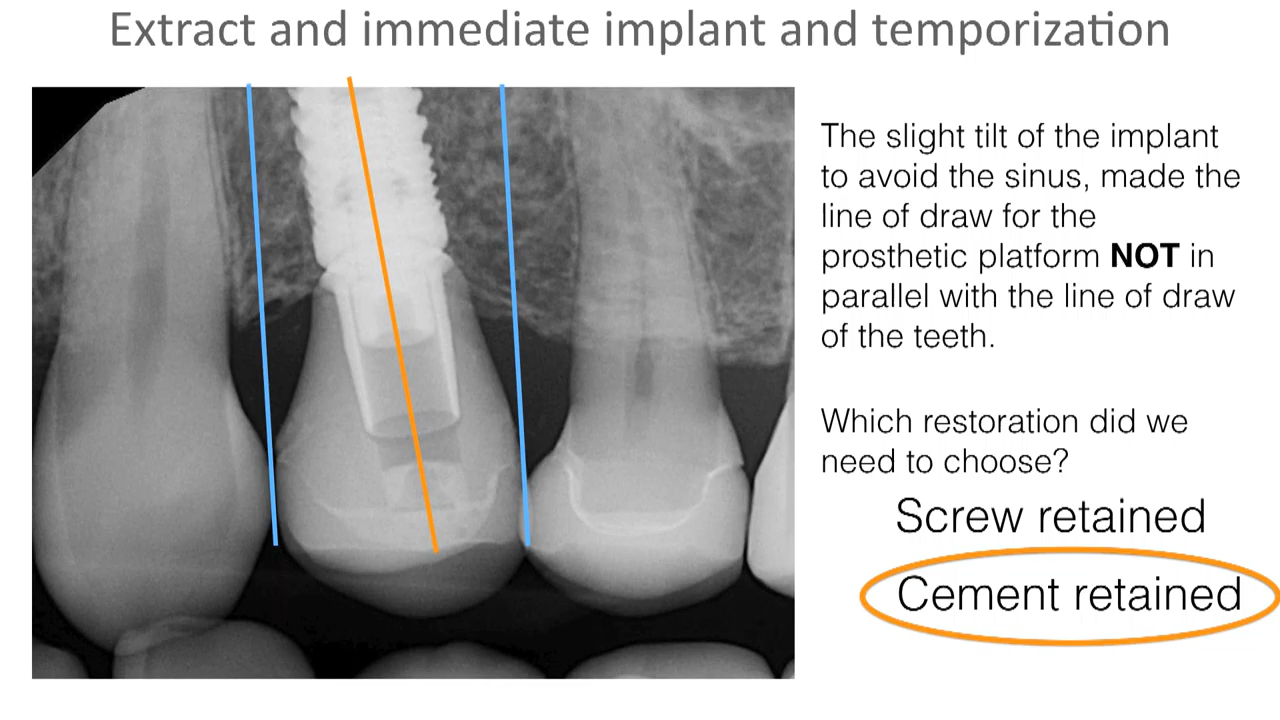 Extract and immediate implant and temporization
The slight tilt of the implant
to avoid the sinus, made the
line of draw for the
prosthetic platform NOT in
parallel with the line of draw
of the teeth.
Which restoration did we
need to choose?
Screw retained
Cement retained